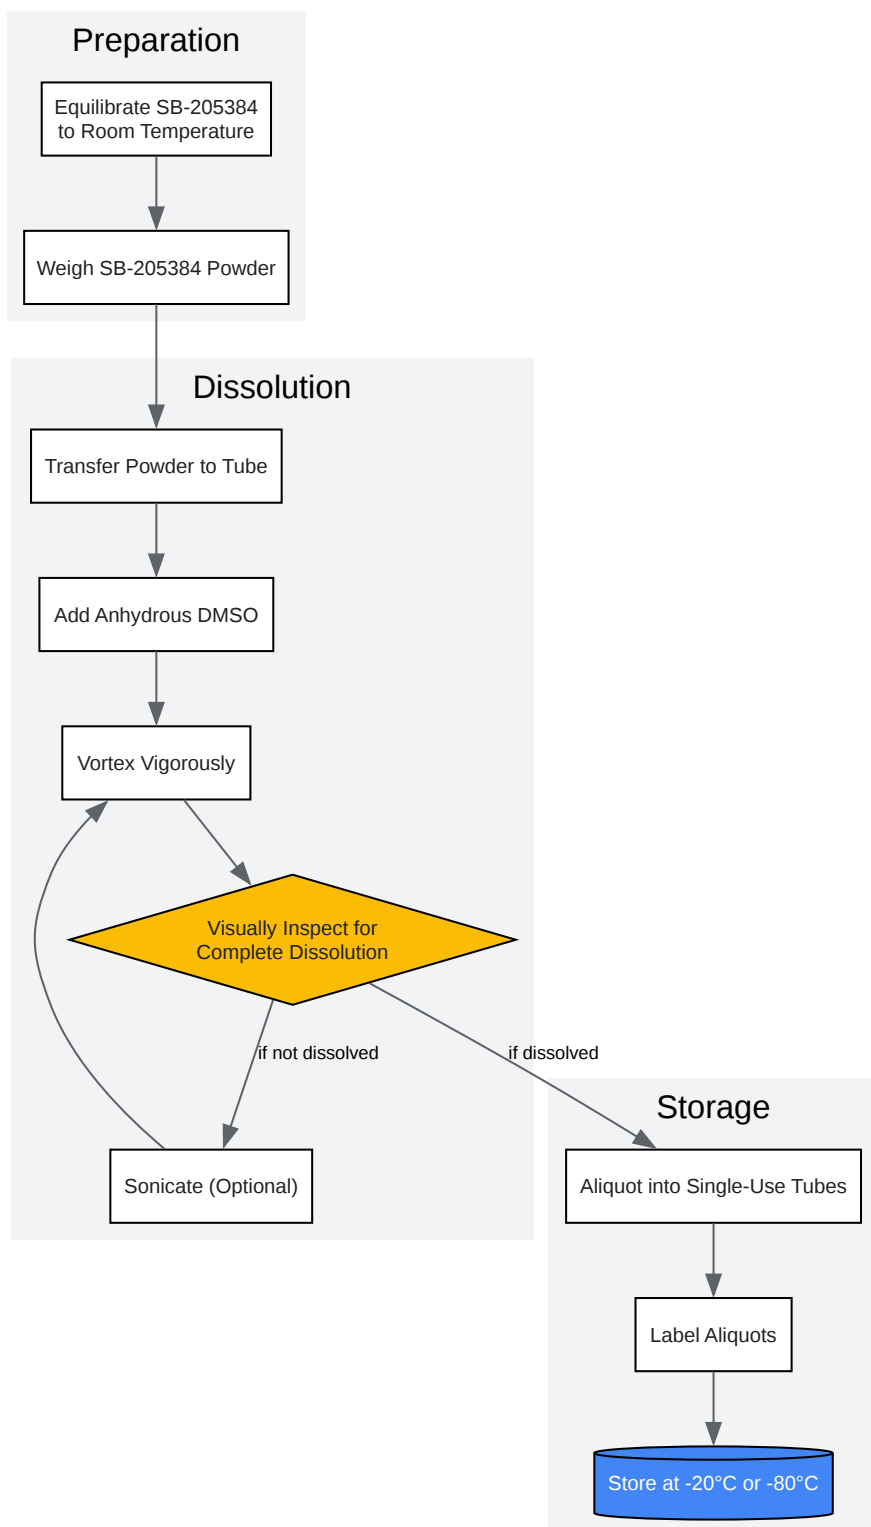 Preparation
Equilibrate SB-205384
to Room Temperature
Weigh SB-205384 Powder
Dissolution
Transfer Powder to Tube
Add Anhydrous DMSO
Vortex Vigorously
Visually Inspect for
Complete Dissolution
if not dissolved
if dissolved
Sonicate (Optional)
Storage
Aliquot into Single-Use Tubes
Label Aliquots
Store at -20°C or -80°C